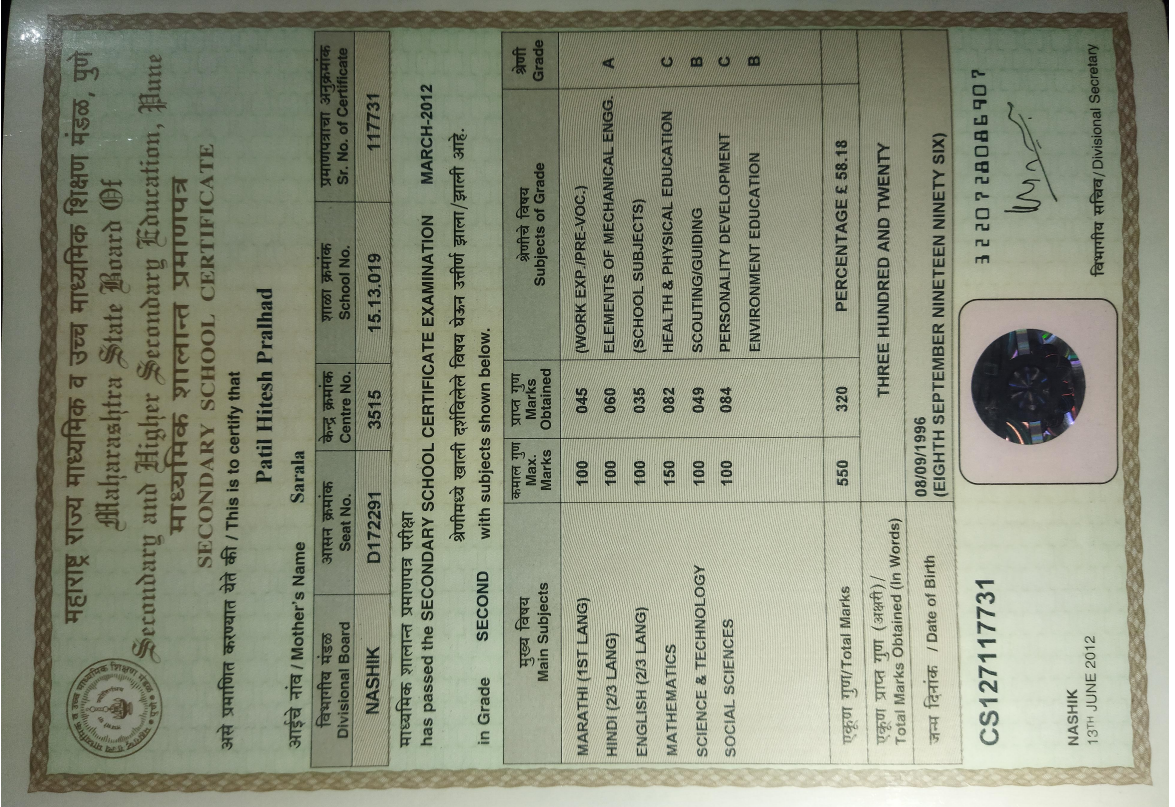 महाराष्ट्र राज्य माध्यमिक व उच्च माध्यमिक शिक्षण मंडळ, पुणे
Maharashtra State Board Of
Secondary and Higher Secondary Education, Pune
माध्यमिक शालान्त प्रमाणपत्र
SECONDARY SCHOOL CERTIFICATE
असे प्रमाणित करण्यात येते की / This is to certify that
Patil Hitesh Pralhad
आईचे नांव / Mother's Name Sarala
विभागीय मंडळ आसन क्रमांक केन्द्र क्रमांक शाळा क्रमांक प्रमाणपत्राचा अनुक्रमांक
Divisional Board Seat No. Centre No. School No. Sr. No. of Certificate
NASHIK D172291 3515 15.13.019 117731
माध्यमिक शालान्त प्रमाणपत्र परीक्षा
has passed the SECONDARY SCHOOL CERTIFICATE EXAMINATION MARCH-2012
श्रेणीमध्ये खाली दर्शविलेले विषय घेऊन उत्तीर्ण झाला/झाली आहे.
in Grade SECOND with subjects shown below.
मुख्य विषय कमाल गुण प्राप्त गुण श्रेणीचे विषय श्रेणी
Main Subjects Max. Marks Marks Obtained Subjects of Grade Grade
MARATHI (1ST LANG) 100 045 (WORK EXP./PRE-VOC.)
HINDI (2/3 LANG) 100 060 ELEMENTS OF MECHANICAL ENGG. A
ENGLISH (2/3 LANG) 100 035 (SCHOOL SUBJECTS)
MATHEMATICS 150 082 HEALTH & PHYSICAL EDUCATION C
SCIENCE & TECHNOLOGY 100 049 SCOUTING/GUIDING B
SOCIAL SCIENCES 100 084 PERSONALITY DEVELOPMENT C
ENVIRONMENT EDUCATION B
एकूण गुण/Total Marks 550 320 PERCENTAGE £ 58.18
एकूण प्राप्त गुण (अक्षरी) /
Total Marks Obtained (In Words) THREE HUNDRED AND TWENTY
जन्म दिनांक / Date of Birth 08/09/1996
(EIGHTH SEPTEMBER NINETEEN NINETY SIX)
CS127117731 3220728086907
NASHIK
13TH JUNE 2012
विभागीय सचिव/Divisional Secretary